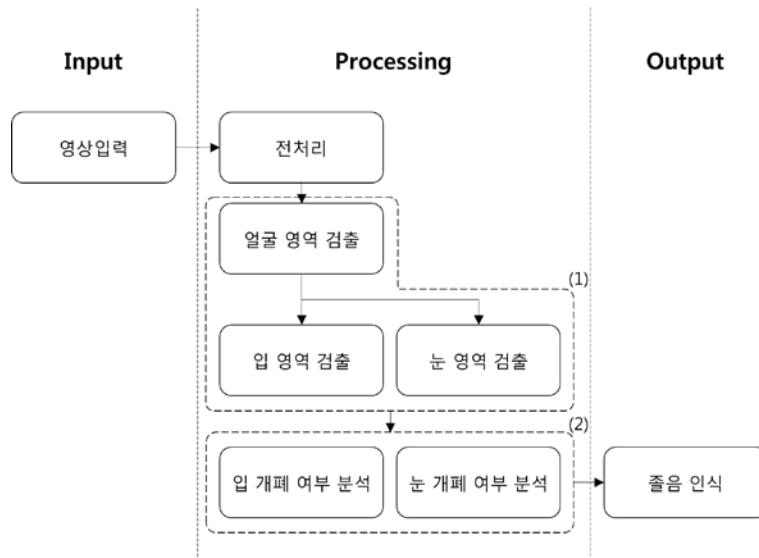 Input
Processing
Output
영상입력
전처리
얼굴 영역 검출
(1)
입 영역 검출
눈 영역 검출
(2)
입 개폐 여부 분석
눈 개폐 여부 분석
졸음 인식